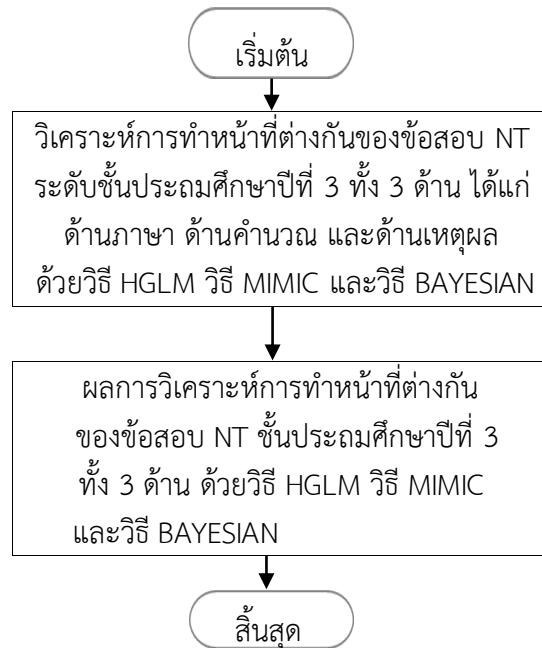 เริ่มต้น
วิเคราะห์การทำหน้าที่ต่างกันของข้อสอบ NT
ระดับชั้นประถมศึกษาปีที่ 3 ทั้ง 3 ด้าน ได้แก่
ด้านภาษา ด้านคำนวณ และด้านเหตุผล
ด้วยวิธี HGLM วิธี MIMIC และวิธี BAYESIAN
ผลการวิเคราะห์การทำหน้าที่ต่างกัน
ของข้อสอบ NT ชั้นประถมศึกษาปีที่ 3
ทั้ง 3 ด้าน ด้วยวิธี HGLM วิธี MIMIC
และวิธี BAYESIAN
สิ้นสุด